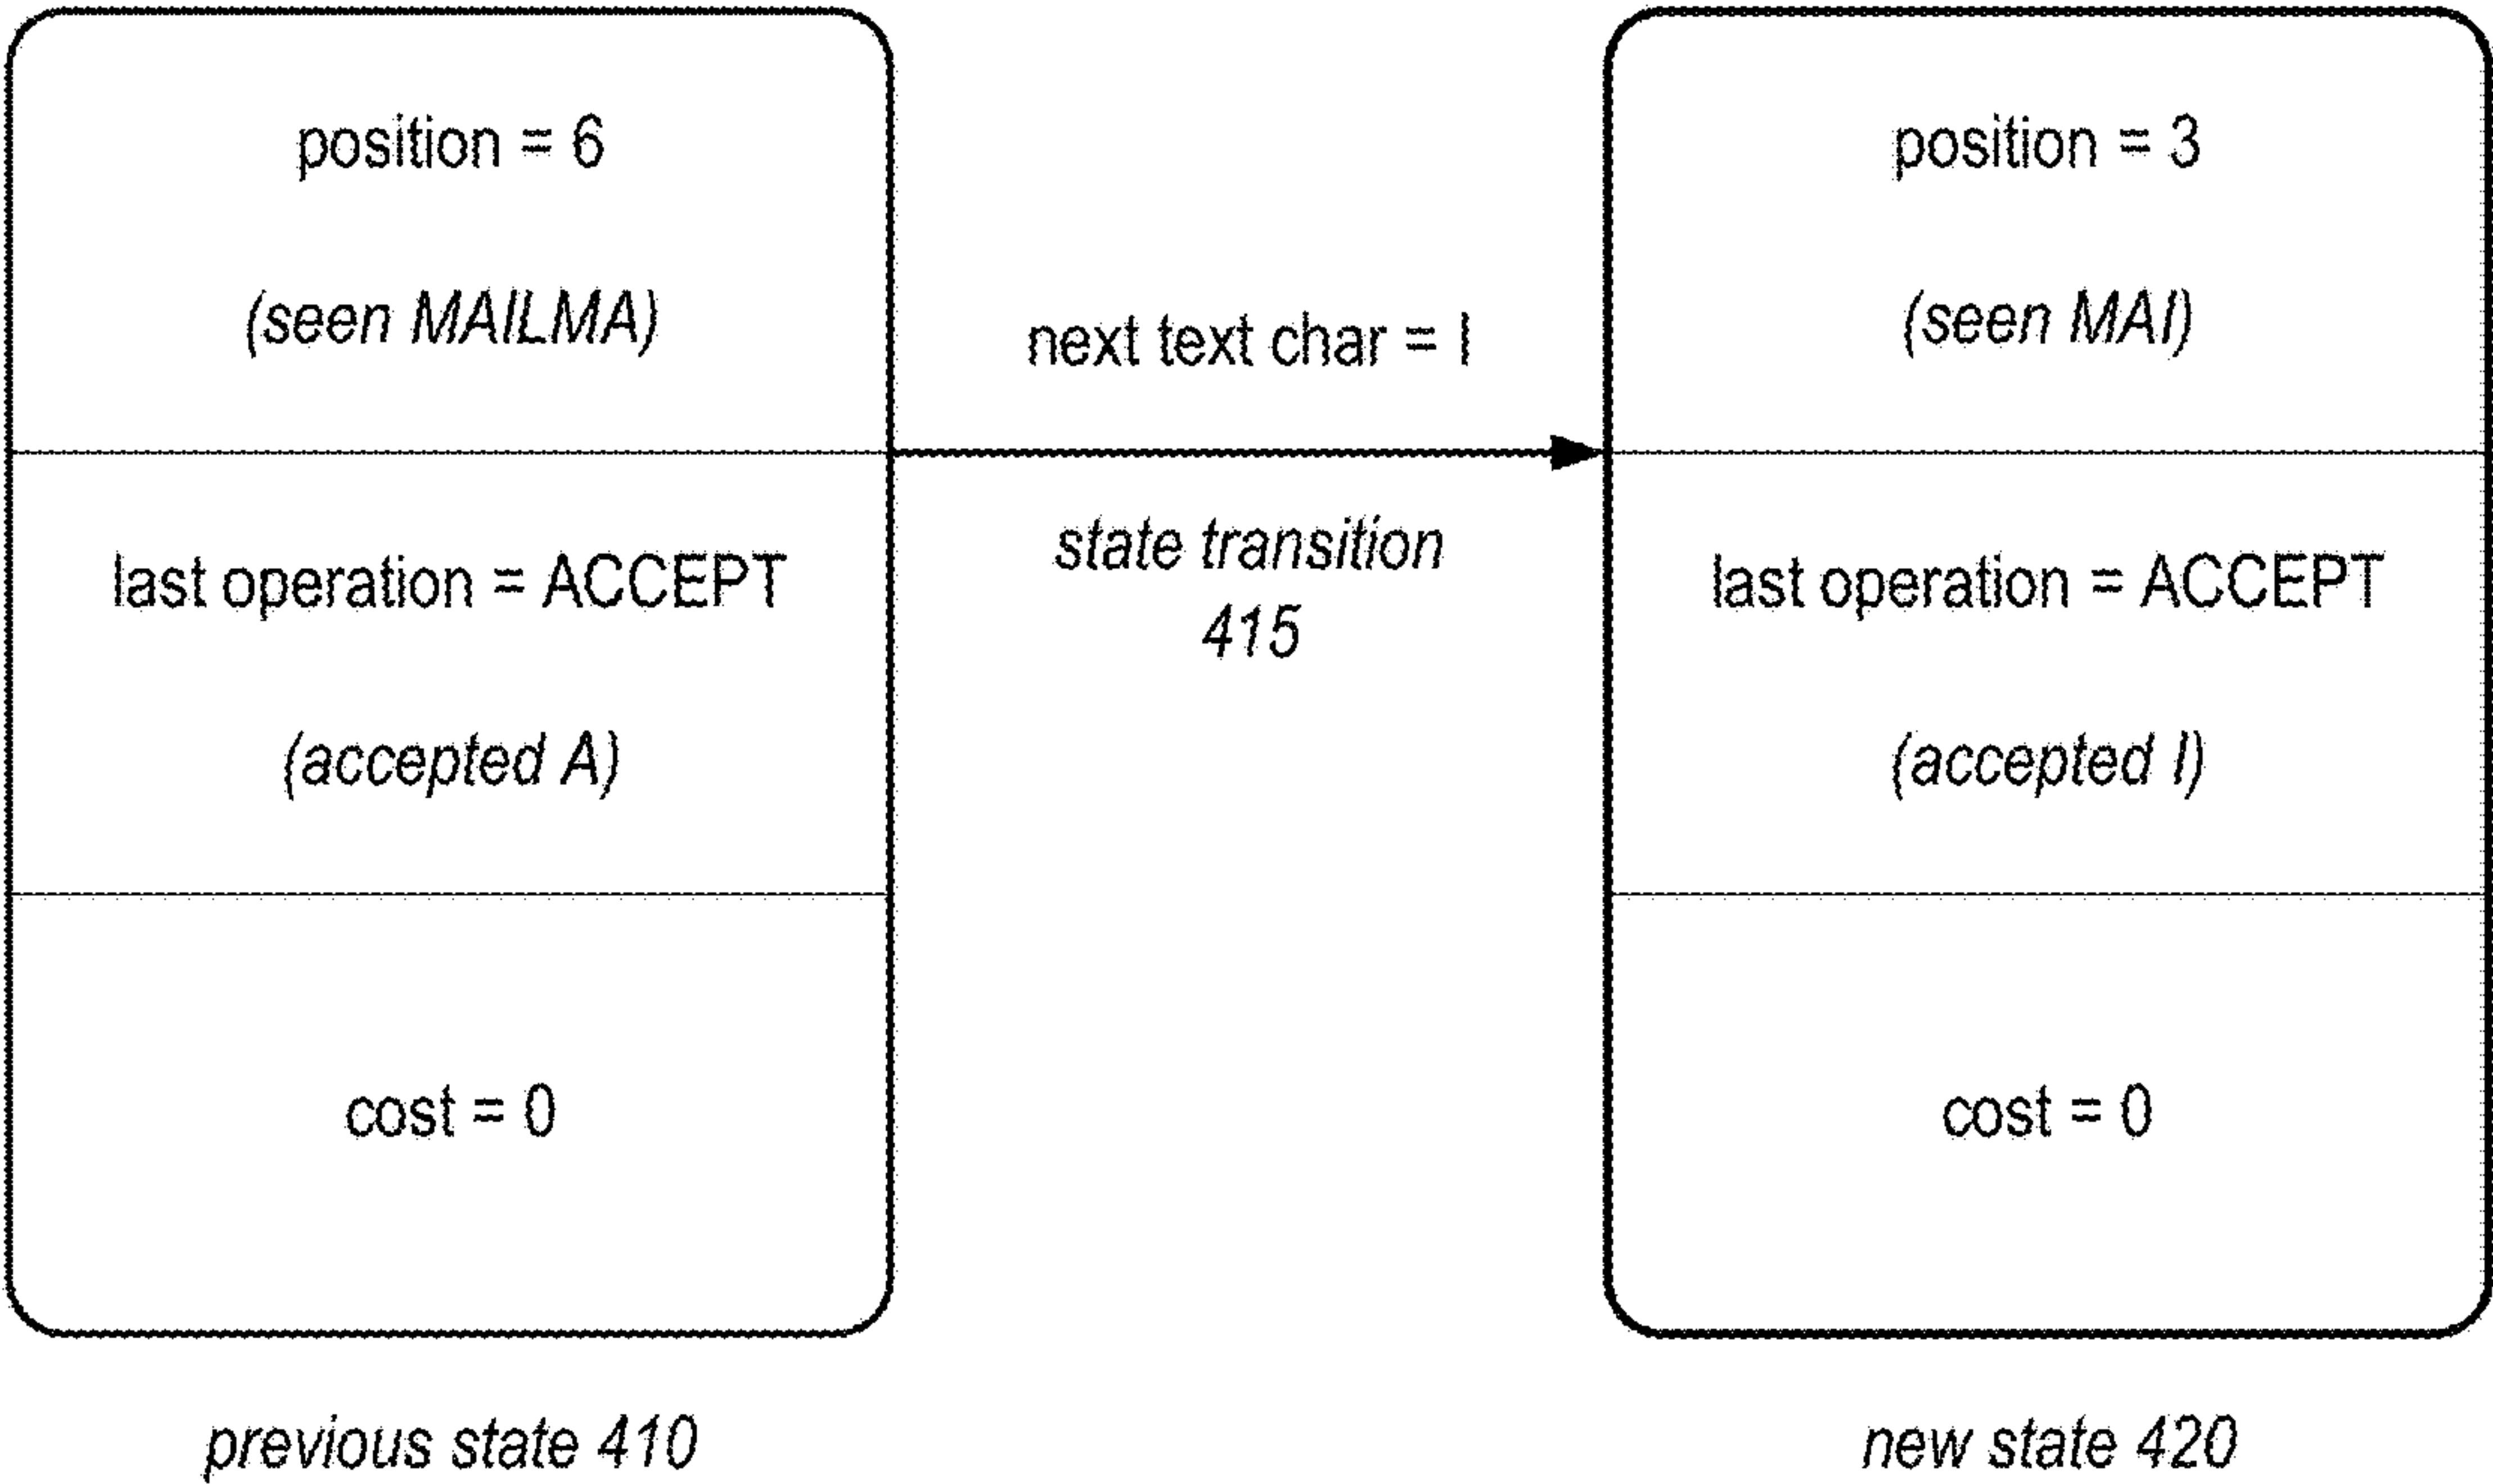 position = 6
(seen MAILMA)
last operation = ACCEPT
(accepted A)
cost = 0
previous state 410
next text char = I
state transition
415
position = 3
(seen MAI)
last operation = ACCEPT
(accepted I)
cost = 0
new state 420